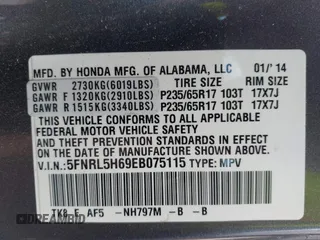 MFD. BY HONDA MFG. OF ALABAMA, LLC 01/'14
GVWR 2730KG(6019LBS) TIRE SIZE RIM SIZE
GAWR F 1320KG(2910LBS) P235/65R17 103T 17X7J
GAWR R 1515KG(3340LBS) P235/65R17 103T 17X7J
THIS VEHICLE CONFORMS TO ALL APPLICABLE
FEDERAL MOTOR VEHICLE SAFETY AND THEFT
PREVENTION STANDARDS IN EFFECT ON THE DATE
OF MANUFACTURE SHOWN ABOVE.
V.I.N.:5FNRL5H69EB075115 TYPE: MPV
TK8 F AF5 -NH797M -B -B
DREAMBID